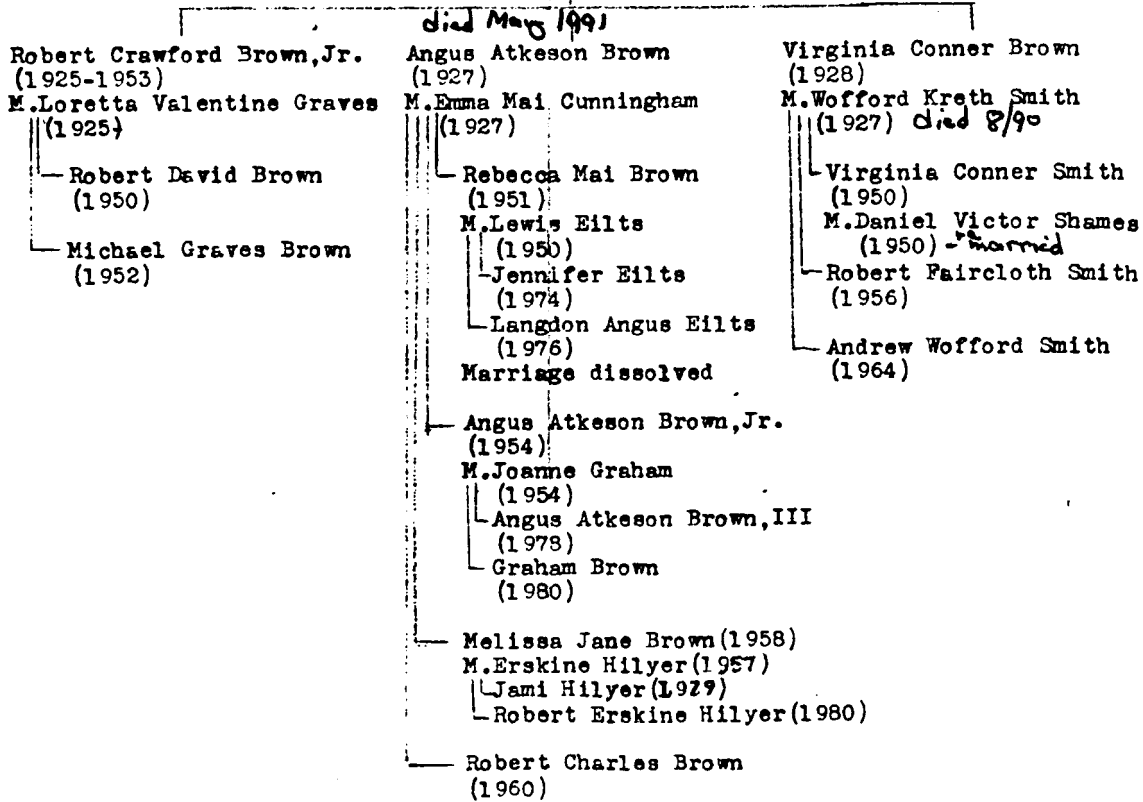 Robert Crawford Brown,Jr.
(1925-1953)
M.Loretta Valentine Graves
(1925)
Robert David Brown
(1950)
Michael Graves Brown
(1952)
died May 1991
Angus Atkeson Brown
(1927)
M.Emma Mai Cunningham
(1927)
Rebecca Mai Brown
(1951)
M.Lewis Eilts
(1950)
Jennifer Eilts
(1974)
Langdon Angus Eilts
(1976)
Marriage dissolved
Angus Atkeson Brown,Jr.
(1954)
M.Joanne Graham
(1954)
Angus Atkeson Brown,III
(1978)
Graham Brown
(1980)
Melissa Jane Brown(1958)
M.Erskine Hilyer(1957)
Jami Hilyer(1979)
Robert Erskine Hilyer(1980)
Robert Charles Brown
(1960)
Virginia Conner Brown
(1928)
M.Wofford Kreth Smith
(1927) died 8/90
Virginia Conner Smith
(1950)
M.Daniel Victor Shames
(1950) - re married
Robert Faircloth Smith
(1956)
Andrew Wofford Smith
(1964)